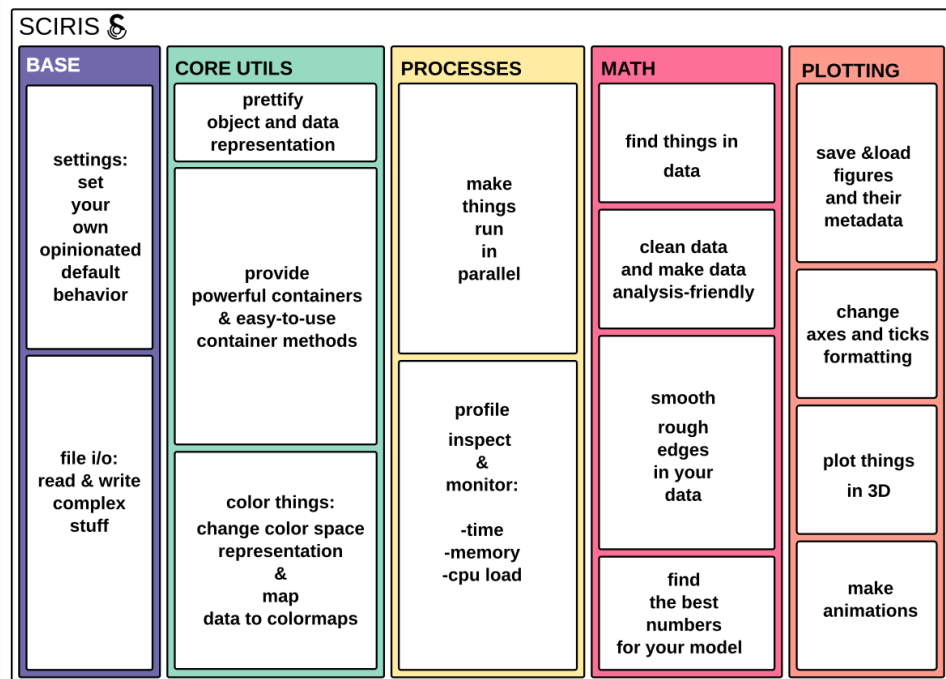 SCIRIS
BASE
settings:
set
your
own
opinionated
default
behavior
file i/o:
read & write
complex
stuff
CORE UTILS
prettify
object and data
representation
provide
powerful containers
& easy-to-use
container methods
color things:
change color space
representation
&
map
data to colormaps
PROCESSES
make
things
run
in
parallel
profile
inspect
&
monitor:
-time
-memory
-cpu load
MATH
find things in
data
clean data
and make data
analysis-friendly
smooth
rough
edges
in your
data
find
the best
numbers
for your model
PLOTTING
save &load
figures
and their
metadata
change
axes and ticks
formatting
plot things
in 3D
make
animations